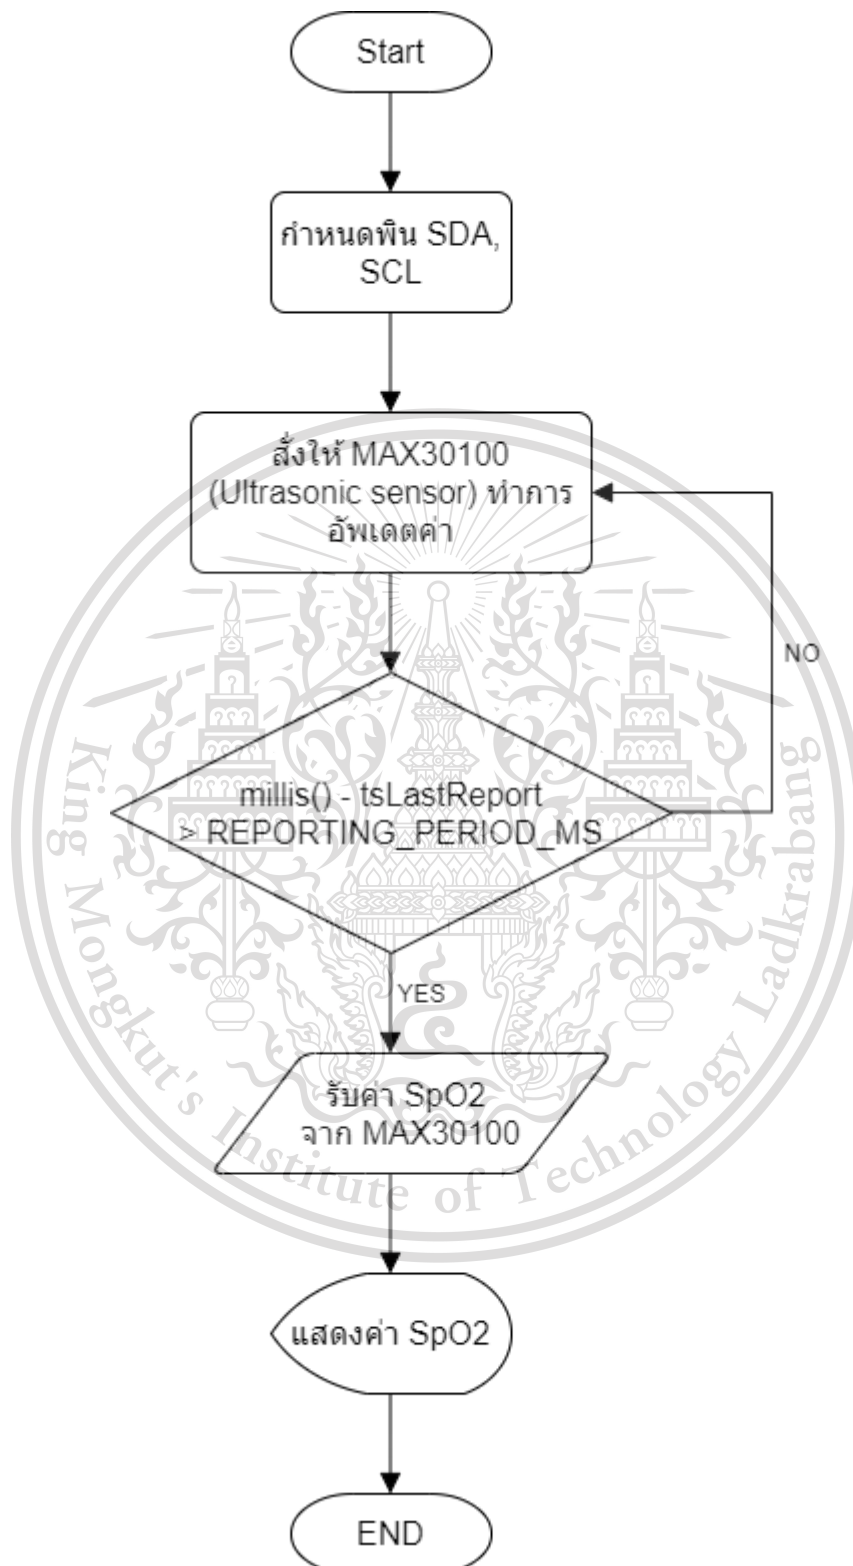 Start
กำหนดพิน SDA,
SCL
สั่งให้ MAX30100
(Ultrasonic sensor) ทำการ
อัพเดตค่า
NO
millis() - tsLastReport
> REPORTING_PERIOD_MS
YES
รับค่า SpO2
จาก MAX30100
แสดงค่า SpO2
END
King Mongkut's Institute of Technology Ladkrabang